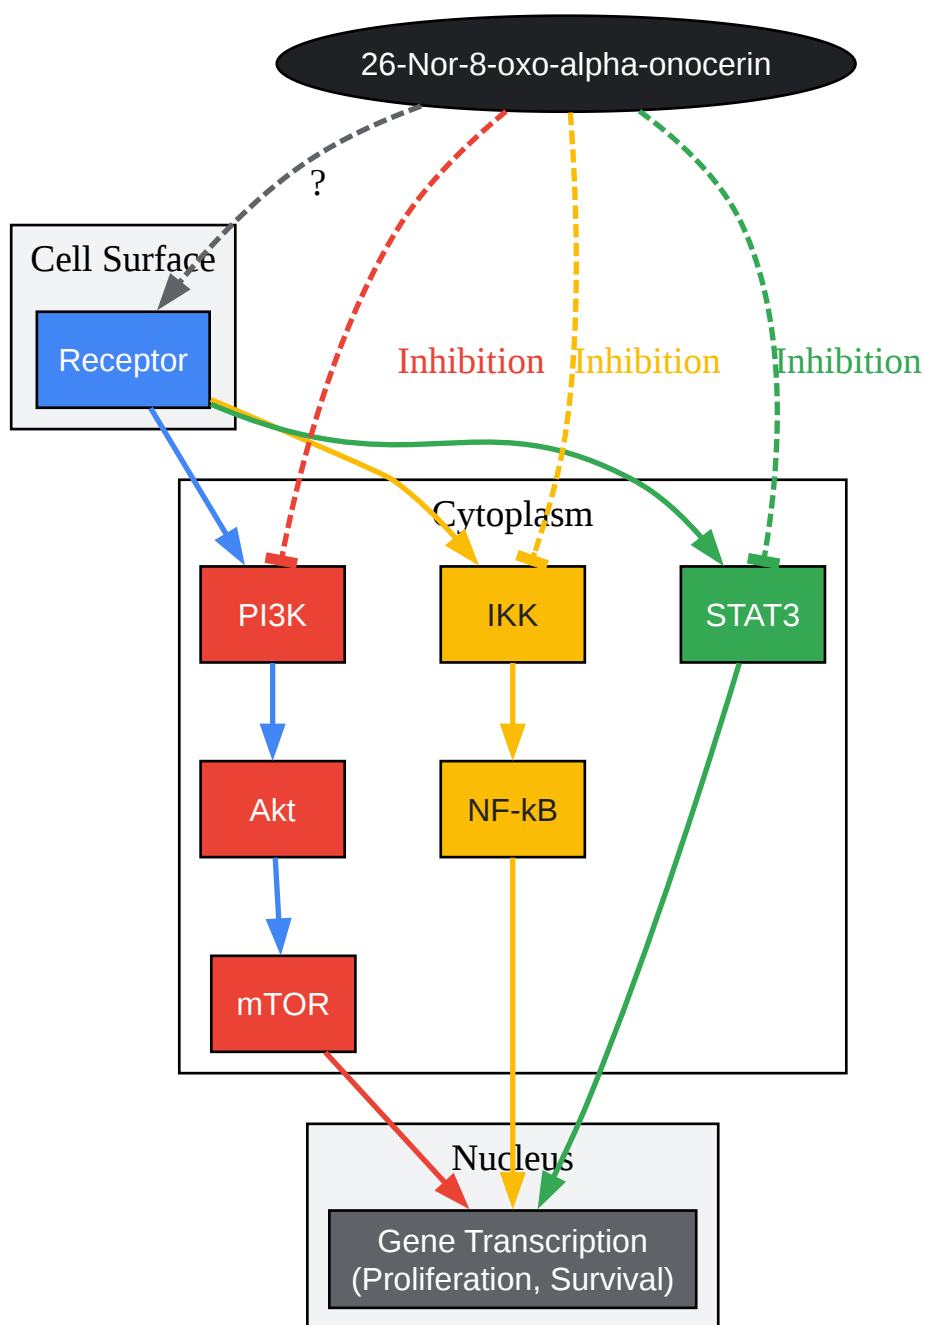 26-Nor-8-oxo-alpha-onocerin
?
Cell Surface
Receptor
Inhibition
Inhibition
Inhibition
Cytoplasm
PI3K
IKK
STAT3
Akt
NF-kB
mTOR
Nucleus
Gene Transcription
(Proliferation, Survival)